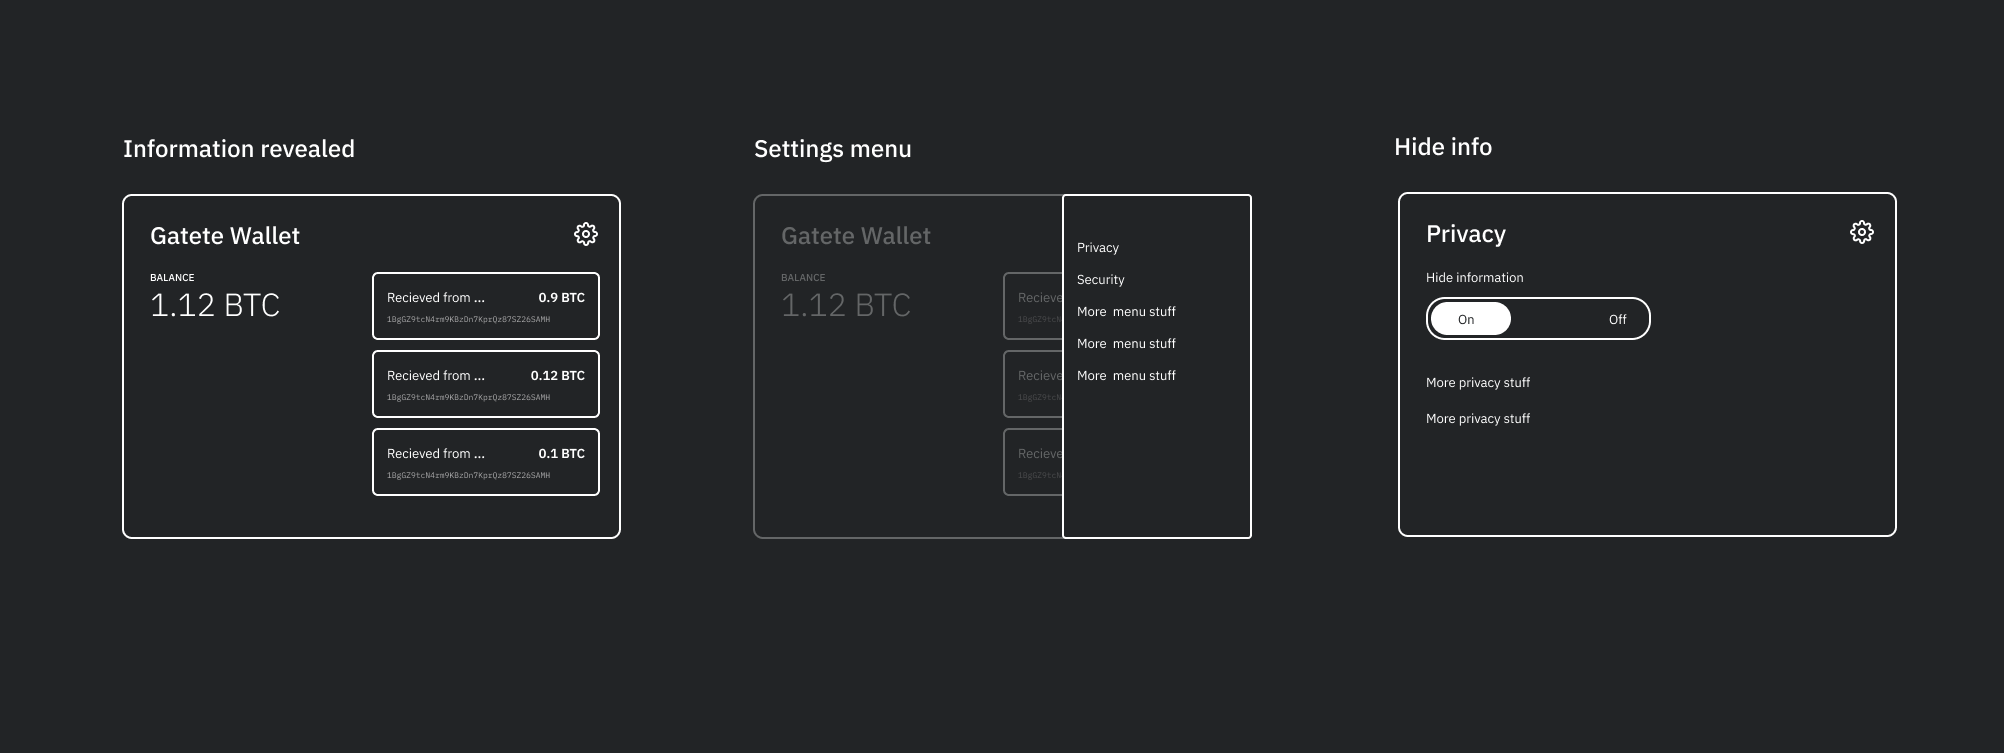 Information revealed
Gatete Wallet
BALANCE
1.12 BTC
Recieved from ... 0.9 BTC
1BgGZ9tcN4rm9KBzDn7KprQz87SZ26SAMH
Recieved from ... 0.12 BTC
1BgGZ9tcN4rm9KBzDn7KprQz87SZ26SAMH
Recieved from ... 0.1 BTC
1BgGZ9tcN4rm9KBzDn7KprQz87SZ26SAMH
Settings menu
Gatete Wallet
BALANCE
1.12 BTC
Recieve
1BgGZ9tcN
Recieve
1BgGZ9tcN
Recieve
1BgGZ9tcN
Privacy
Security
More menu stuff
More menu stuff
More menu stuff
Hide info
Privacy
Hide information
On Off
More privacy stuff
More privacy stuff